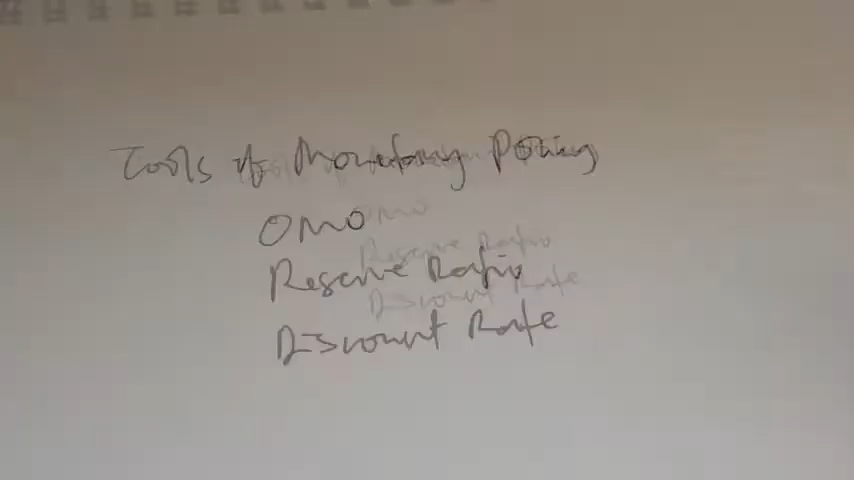 Tools of Monetary Policy
OMO
Reserve Ratio
Discount Rate